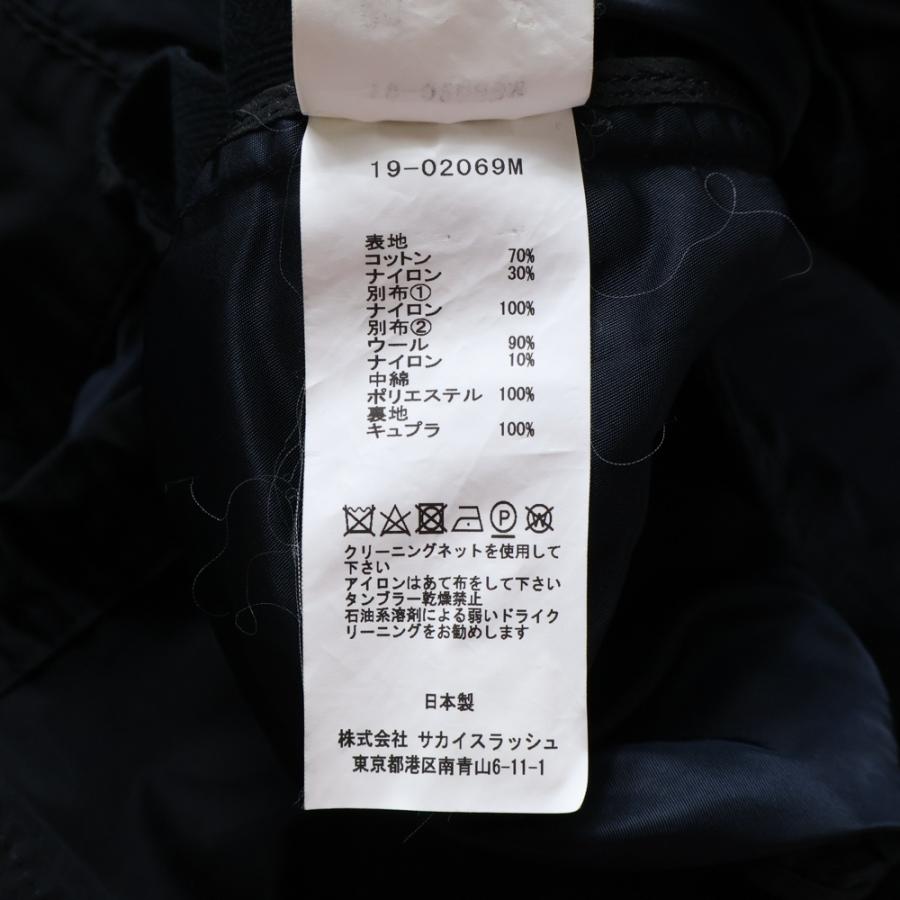 19-02069M
表地
コットン 70%
ナイロン 30%
別布①
ナイロン 100%
別布②
ウール 90%
ナイロン 10%
中綿
ポリエステル 100%
裏地
キュプラ 100%
P W
クリーニングネットを使用して
下さい
アイロンはあて布をして下さい
タンブラー乾燥禁止
石油系溶剤による弱いドライク
リーニングをお勧めします
日本製
株式会社 サカイスラッシュ
東京都港区南青山6-11-1